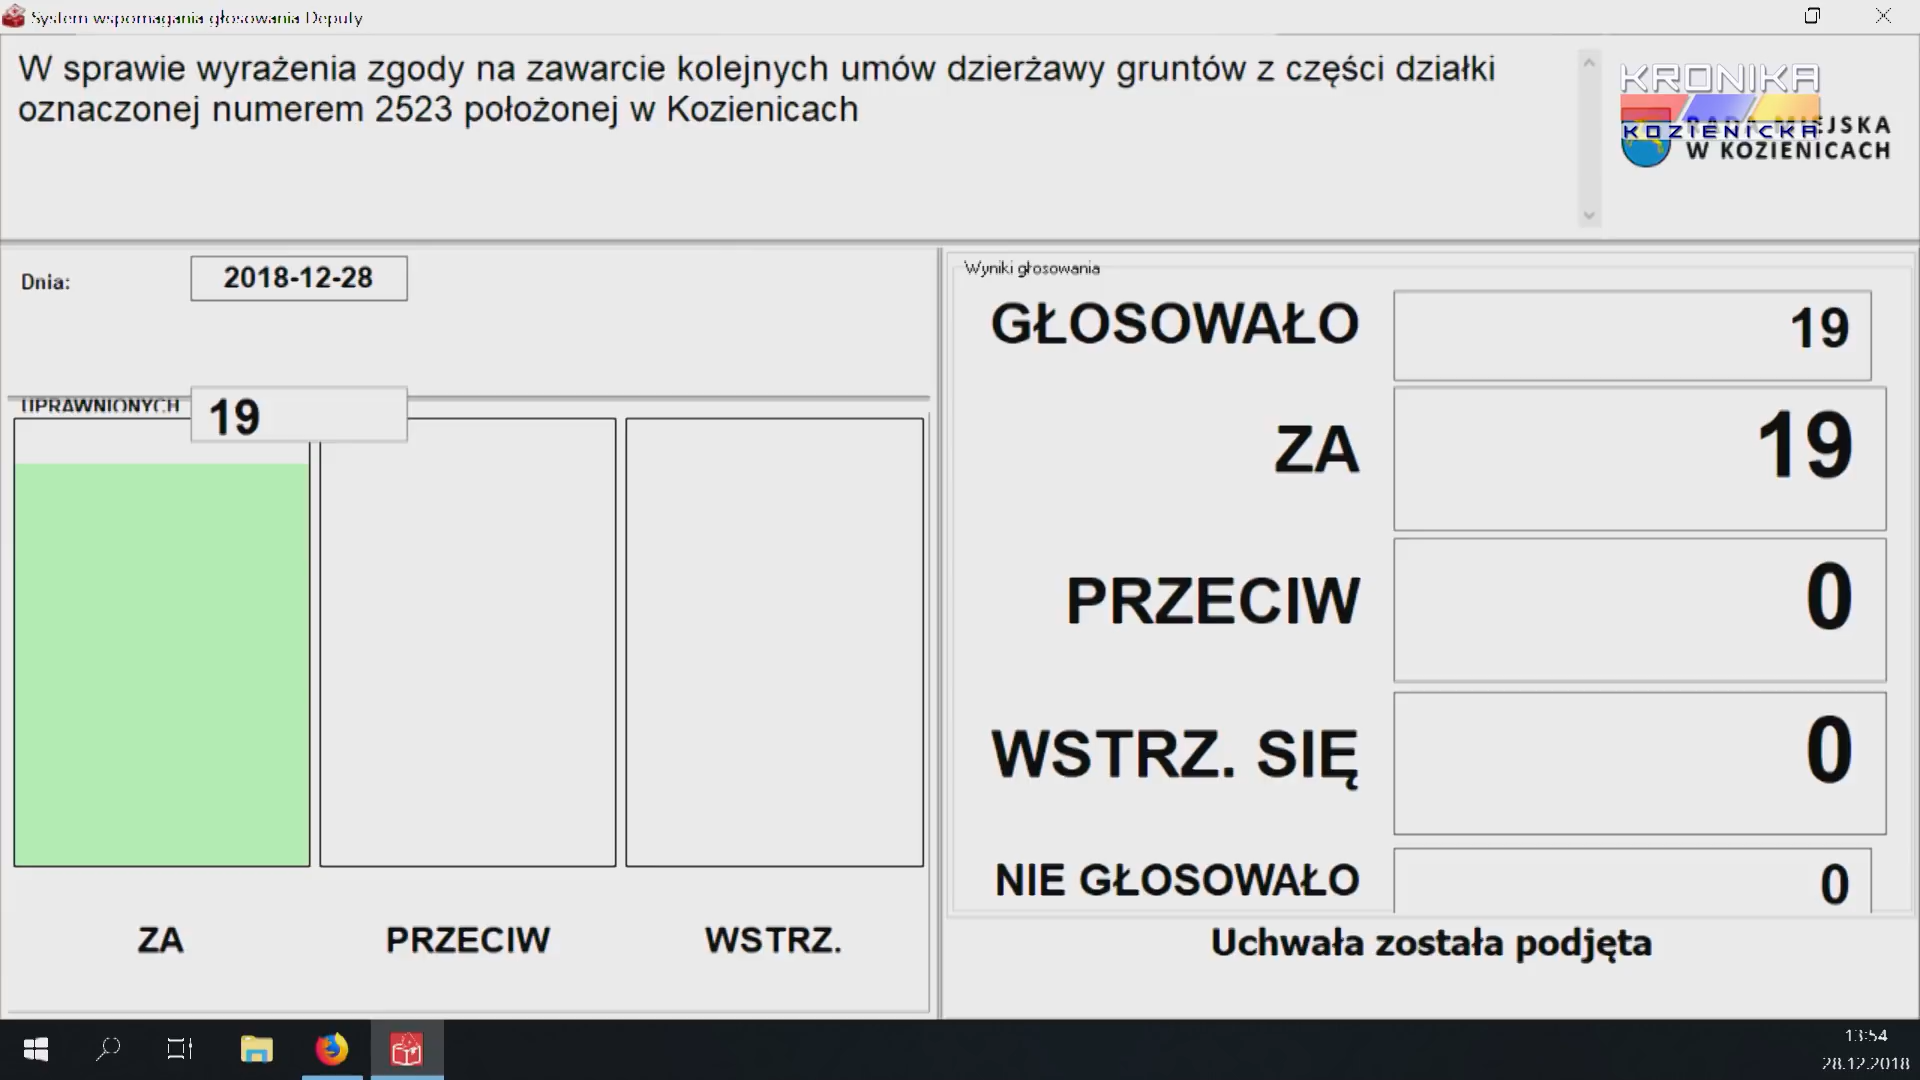 System wspomagania głosowania Deputy
W sprawie wyrażenia zgody na zawarcie kolejnych umów dzierżawy gruntów z części działki
oznaczonej numerem 2523 położonej w Kozienicach
KRONIKA
KOZIENICKA
RADA MIEJSKA
W KOZIENICACH
Dnia:
2018-12-28
UPRAWNIONYCH
19
ZA
PRZECIW
WSTRZ.
Wyniki głosowania
GŁOSOWAŁO
19
ZA
19
PRZECIW
0
WSTRZ. SIĘ
0
NIE GŁOSOWAŁO
0
Uchwała została podjęta
13:54
28.12.2018